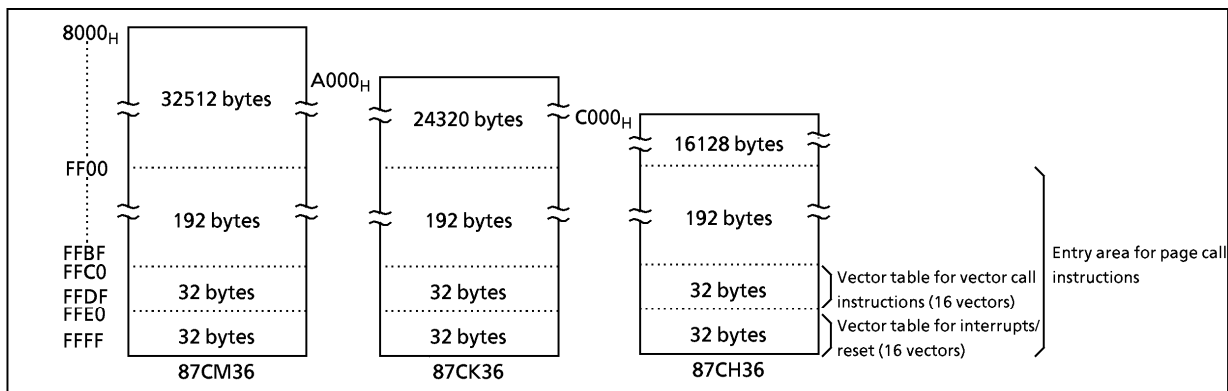 8000H
A000H
32512 bytes
24320 bytes
C000H
16128 bytes
FF00
192 bytes
192 bytes
192 bytes
FFBF
FFC0
FFDF
FFE0
FFFF
32 bytes
32 bytes
32 bytes
32 bytes
32 bytes
32 bytes
Vector table for vector call
instructions (16 vectors)
Vector table for interrupts/
reset (16 vectors)
Entry area for page call
instructions
87CM36
87CK36
87CH36